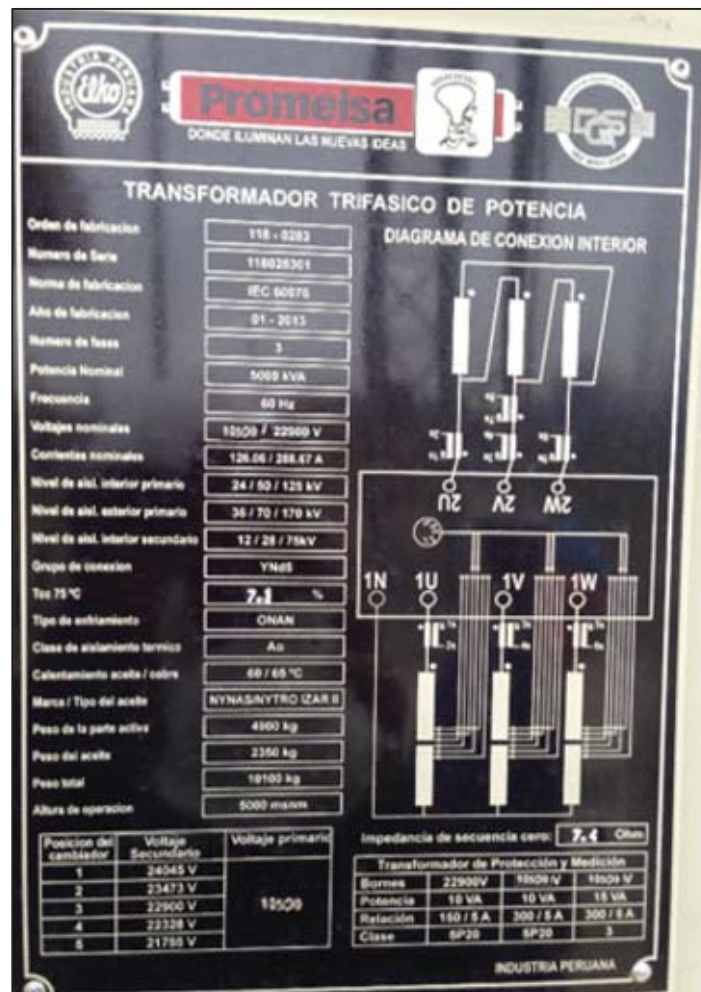 INDUSTRIA PERUANA
Elko
Promelsa
DONDE ILUMINAN LAS NUEVAS IDEAS
TRANSFORMADOR TRIFASICO DE POTENCIA
Orden de fabricacion 118 - 0283
Numero de Serie 118028301
Norma de fabricacion IEC 60076
Año de fabricacion 01 - 2013
Numero de fases 3
Potencia Nominal 5000 kVA
Frecuencia 60 Hz
Voltajes nominales 10500 / 22900 V
Corrientes nominales 126.06 / 288.67 A
Nivel de aisl. interior primario 24 / 50 / 125 kV
Nivel de aisl. exterior primario 36 / 70 / 170 kV
Nivel de aisl. interior secundario 12 / 28 / 75kV
Grupo de conexion YNd5
Tcc 75 ºC 7.1 %
Tipo de enfriamiento ONAN
Clase de aislamiento termico Ao
Calentamiento aceite / cobre 60 / 65 ºC
Marca / Tipo del aceite NYNAS/NYTRO IZAR II
Peso de la parte activa 4900 kg
Peso del aceite 2350 kg
Peso total 10100 kg
Altura de operacion 5000 msnm
DIAGRAMA DE CONEXION INTERIOR
2U 2V 2W
1N 1U 1V 1W
Posicion del cambiador Voltaje Secundario Voltaje primario
1 24045 V
2 23473 V
3 22900 V 10500
4 22328 V
5 21755 V
Impedancia de secuencia cero: 7.4 Ohm
Transformador de Protección y Medición
Bornes 22900V 10500 V 10500 V
Potencia 10 VA 10 VA 15 VA
Relación 150 / 5 A 300 / 5 A 300 / 5 A
Clase 5P20 5P20 3
INDUSTRIA PERUANA